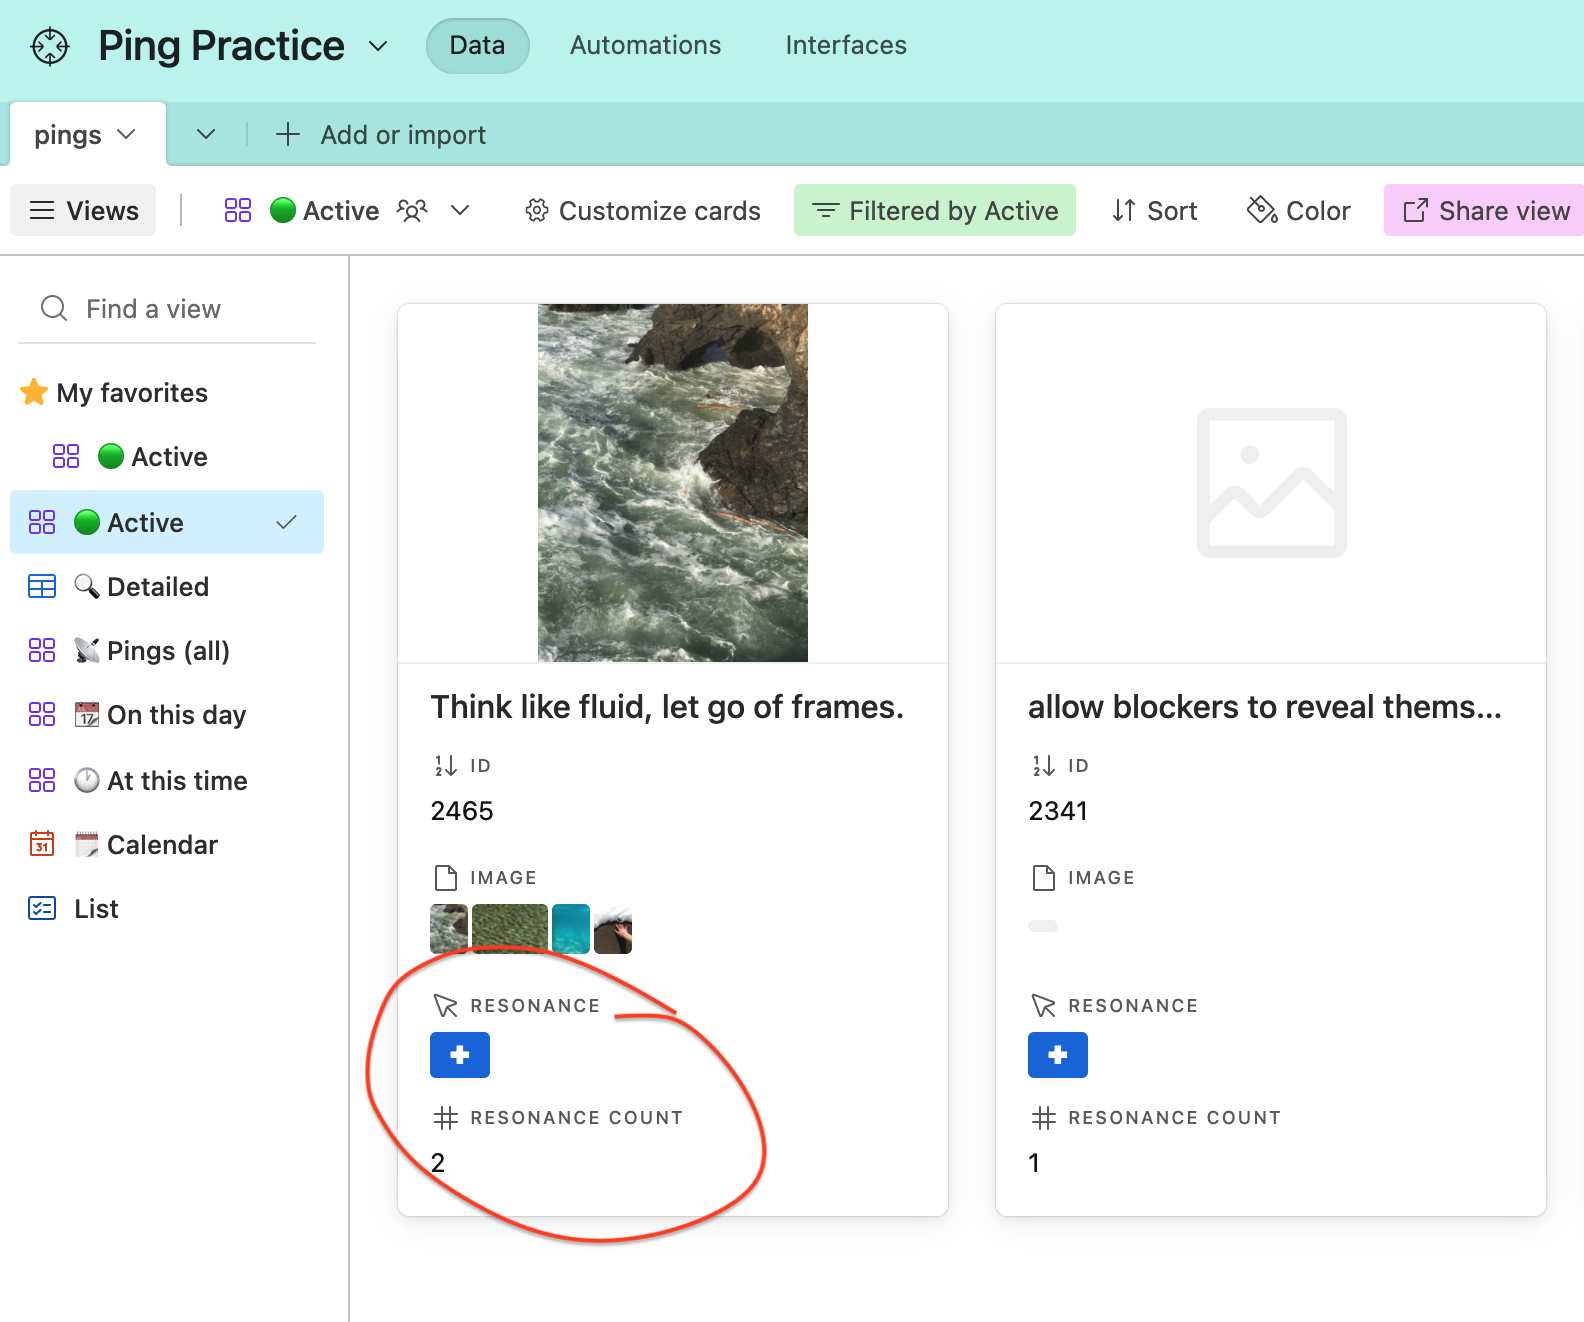 Ping Practice
Data
Automations
Interfaces
pings
Add or import
Views
Active
Customize cards
Filtered by Active
Sort
Color
Share view
Find a view
My favorites
Active
Active
Detailed
Pings (all)
On this day
At this time
Calendar
List
Think like fluid, let go of frames.
ID
2465
IMAGE
RESONANCE
RESONANCE COUNT
2
allow blockers to reveal thems...
ID
2341
IMAGE
RESONANCE
RESONANCE COUNT
1